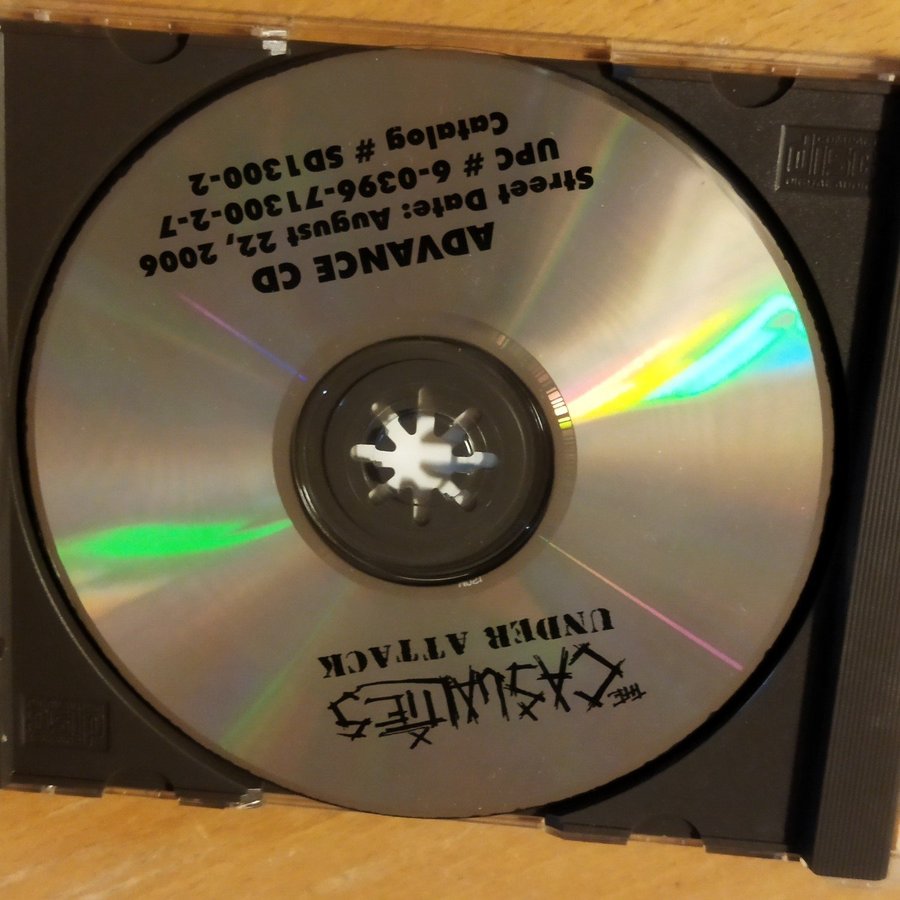 THE CASUALTIES
UNDER ATTACK
ADVANCE CD
Street Date: August 22, 2006
UPC # 6-0396-71300-2-7
Catalog # SD1300-2